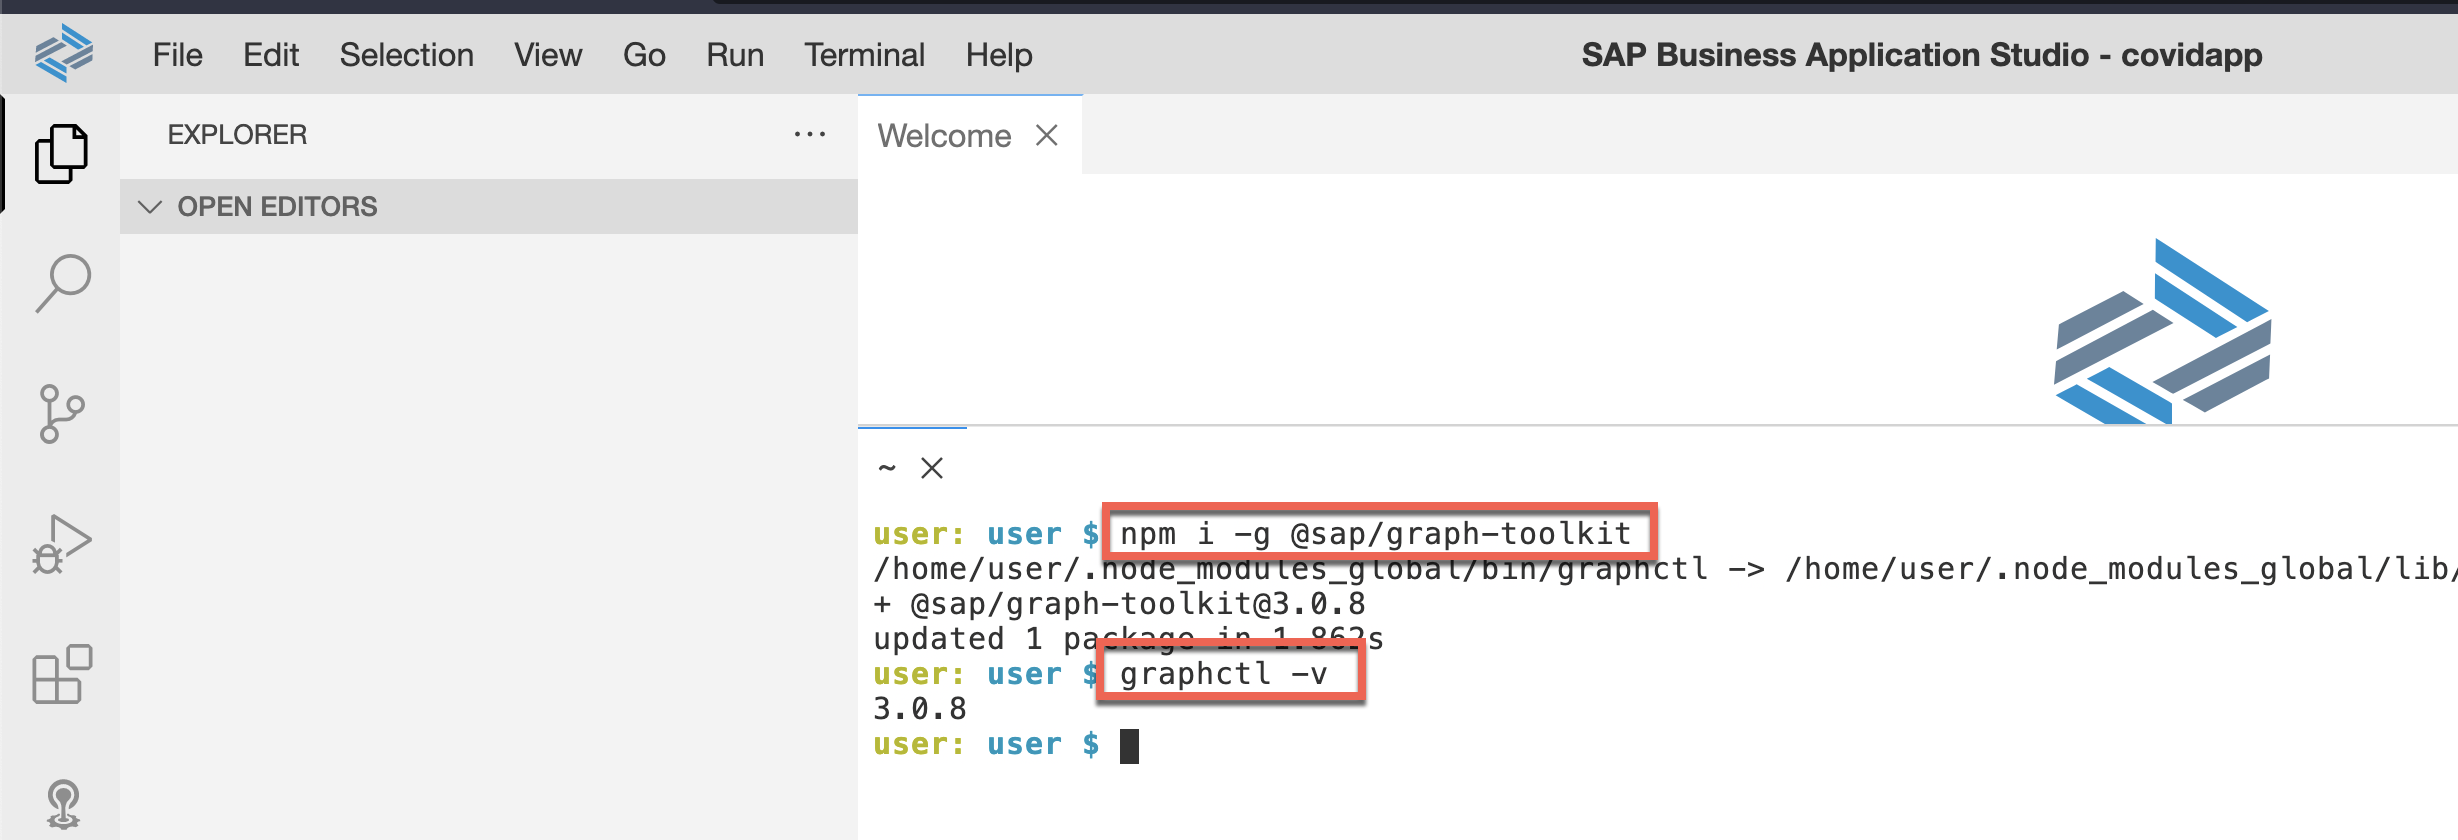 File Edit Selection View Go Run Terminal Help SAP Business Application Studio - covidapp
EXPLORER
Welcome
OPEN EDITORS
~
user: user $ npm i -g @sap/graph-toolkit
/home/user/.node_modules_global/bin/graphctl -> /home/user/.node_modules_global/lib/
+ @sap/graph-toolkit@3.0.8
updated 1 package in 1.862s
user: user $ graphctl -v
3.0.8
user: user $